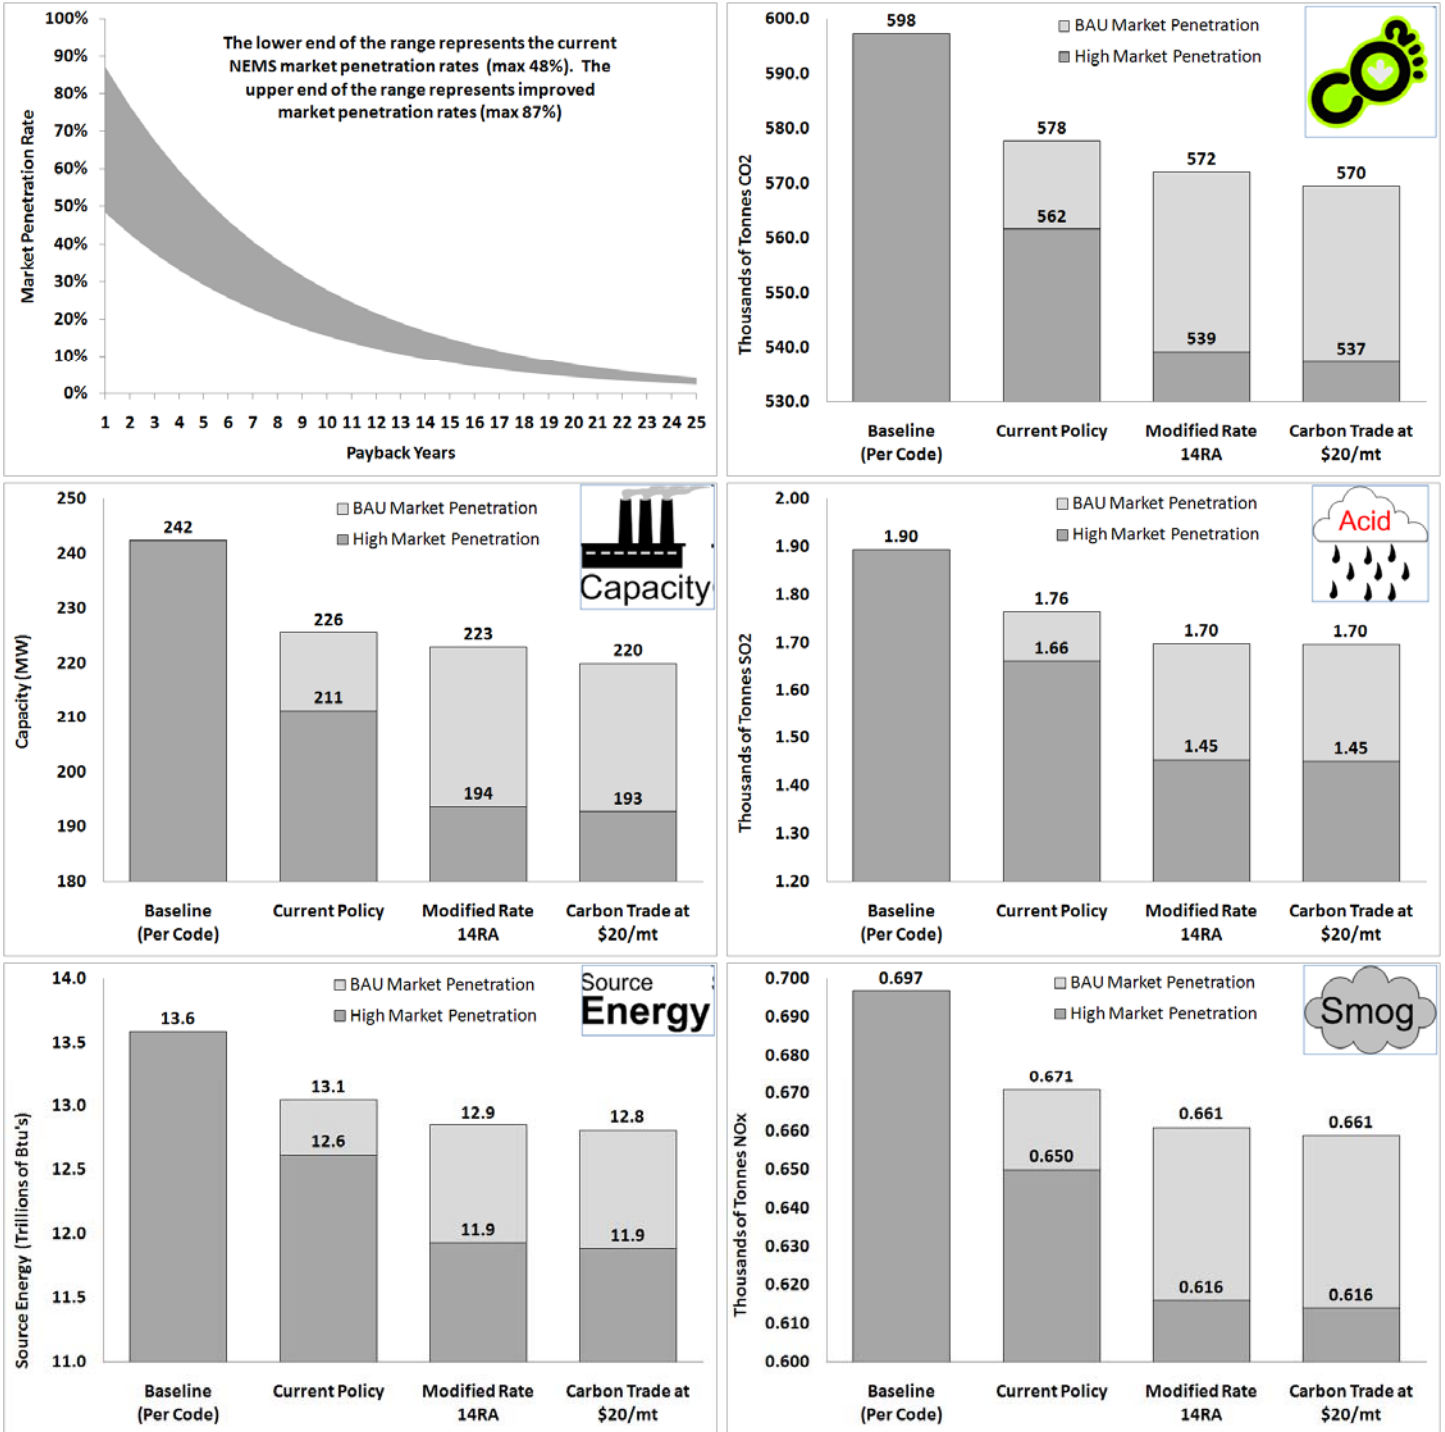 100%
90%
80%
70%
60%
50%
40%
30%
20%
10%
0%
Market Penetration Rate
The lower end of the range represents the current
NEMS market penetration rates (max 48%). The
upper end of the range represents improved
market penetration rates (max 87%)
1 2 3 4 5 6 7 8 9 10 11 12 13 14 15 16 17 18 19 20 21 22 23 24 25
Payback Years
600.0
590.0
580.0
570.0
560.0
550.0
540.0
530.0
Thousands of Tonnes CO2
BAU Market Penetration
High Market Penetration
CO2
598
578
562
572
539
570
537
Baseline
(Per Code)
Current Policy
Modified Rate
14RA
Carbon Trade at
$20/mt
250
240
230
220
210
200
190
180
Capacity (MW)
BAU Market Penetration
High Market Penetration
Capacity
242
226
211
223
194
220
193
Baseline
(Per Code)
Current Policy
Modified Rate
14RA
Carbon Trade at
$20/mt
2.00
1.90
1.80
1.70
1.60
1.50
1.40
1.30
1.20
Thousands of Tonnes SO2
BAU Market Penetration
High Market Penetration
Acid
1.90
1.76
1.66
1.70
1.45
1.70
1.45
Baseline
(Per Code)
Current Policy
Modified Rate
14RA
Carbon Trade at
$20/mt
14.0
13.5
13.0
12.5
12.0
11.5
11.0
Source Energy (Trillions of Btu's)
BAU Market Penetration
High Market Penetration
Source
Energy
13.6
13.1
12.6
12.9
11.9
12.8
11.9
Baseline
(Per Code)
Current Policy
Modified Rate
14RA
Carbon Trade at
$20/mt
0.700
0.690
0.680
0.670
0.660
0.650
0.640
0.630
0.620
0.610
0.600
Thousands of Tonnes NOx
BAU Market Penetration
High Market Penetration
Smog
0.697
0.671
0.650
0.661
0.616
0.661
0.616
Baseline
(Per Code)
Current Policy
Modified Rate
14RA
Carbon Trade at
$20/mt